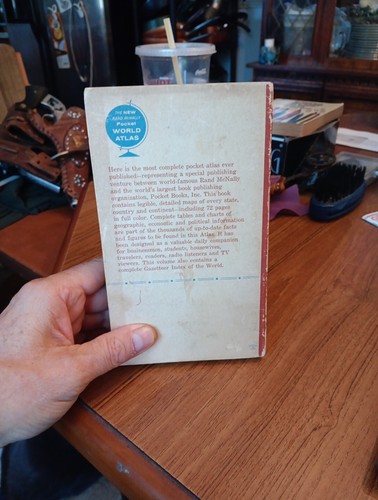 THE NEW
RAND McNALLY
Pocket
WORLD
ATLAS
Here is the most complete pocket atlas ever
published—representing a special publishing
venture between world-famous Rand McNally
and the world's largest book publishing
organization, Pocket Books, Inc. This book
contains legible, detailed maps of every state,
country and continent—including 72 pages
in full color. Complete tables and charts of
geographic, economic and political information
are part of the thousands of up-to-date facts
and figures to be found in this Atlas. It has
been designed as a valuable daily companion
for businessmen, students, housewives,
travelers, readers, radio listeners and TV
viewers. This volume also contains a
complete Gazetteer Index of the World.